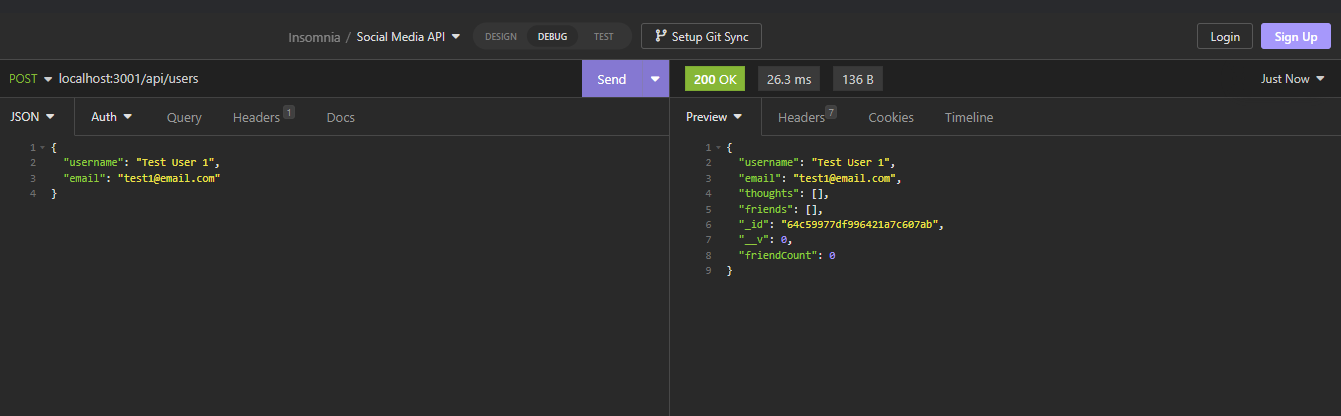 Insomnia / Social Media API DESIGN DEBUG TEST Setup Git Sync Login Sign Up
POST localhost:3001/api/users Send 200 OK 26.3 ms 136 B Just Now
JSON Auth Query Headers 1 Docs
1 {
2 "username": "Test User 1",
3 "email": "test1@email.com"
4 }
Preview Headers 7 Cookies Timeline
1 {
2 "username": "Test User 1",
3 "email": "test1@email.com",
4 "thoughts": [],
5 "friends": [],
6 "_id": "64c59977df996421a7c607ab",
7 "__v": 0,
8 "friendCount": 0
9 }